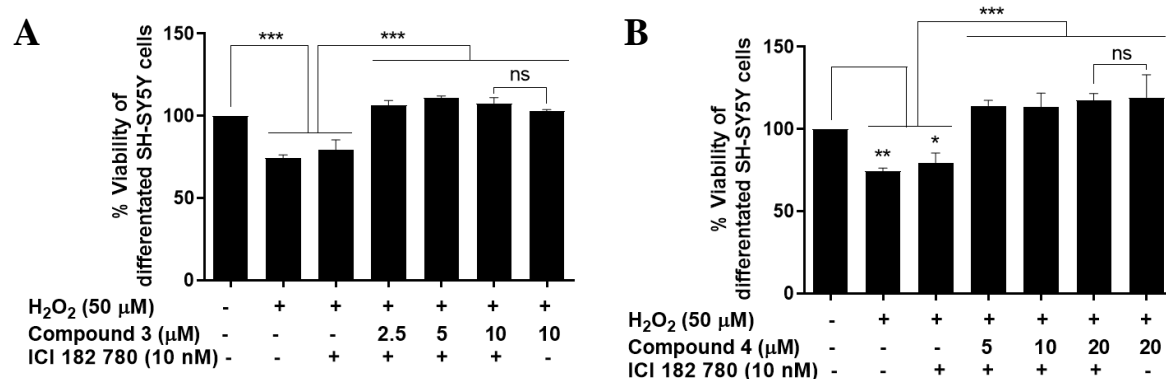 A
% Viability of
differentated SH-SY5Y cells
150
100
50
0
***
***
ns
H2O2 (50 µM) - + + + + + +
Compound 3 (µM) - - - 2.5 5 10 10
ICI 182 780 (10 nM) - - + + + + -
B
% Viability of
differentated SH-SY5Y cells
150
100
50
0
***
ns
**
*
H2O2 (50 µM) - + + + + + +
Compound 4 (µM) - - - 5 10 20 20
ICI 182 780 (10 nM) - - + + + + -